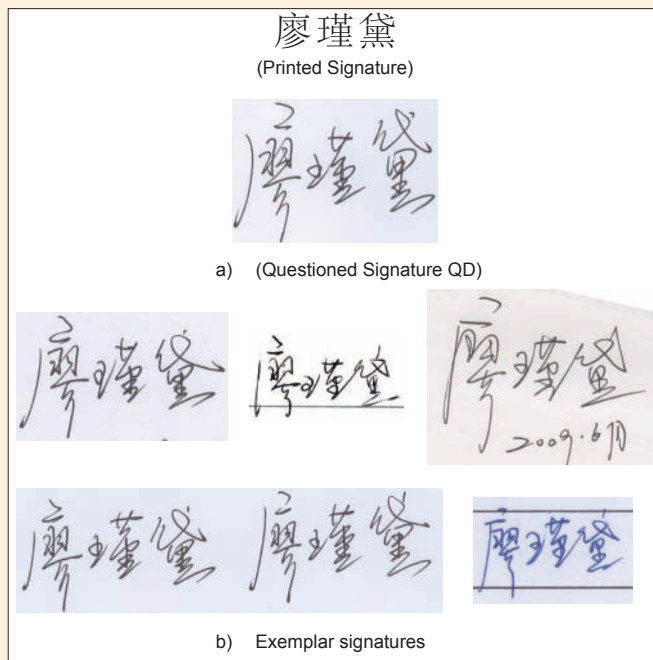 廖瑾黛
(Printed Signature)
廖瑾黛
a) (Questioned Signature QD)
廖瑾黛 廖瑾黛 廖瑾黛
2009.6月
廖瑾黛 廖瑾黛 廖瑾黛
b) Exemplar signatures